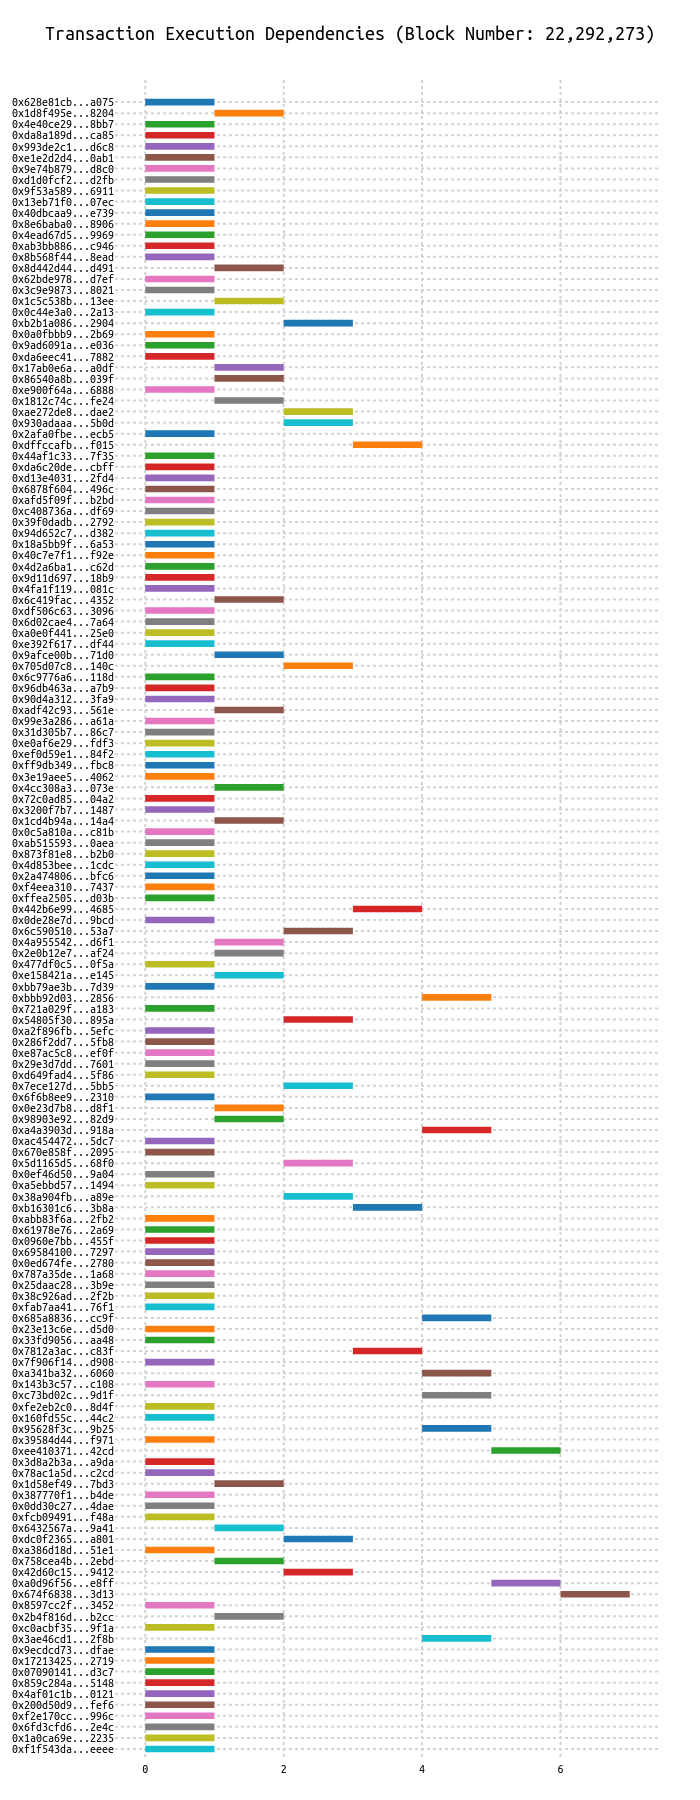 Transaction Execution Dependencies (Block Number: 22,292,273)
0x628e81cb...a075
0x1d8f495e...8204
0x4e40ce29...8bb7
0xda8a189d...ca85
0x993de2c1...d6c8
0xe1e2d2d4...0ab1
0x9e74b879...d8c0
0xd1d0fcf2...d2fb
0x9f53a589...6911
0x13eb71f0...07ec
0x40dbcaa9...e739
0x8e6baba0...8906
0x4ead67d5...9969
0xab3bb886...c946
0x8b568f44...8ead
0x8d442d44...d491
0x62bde978...d7ef
0x3c9e9873...8021
0x1c5c538b...13ee
0x0c44e3a0...2a13
0xb2b1a086...2904
0x0a0fbbb9...2b69
0x9ad6091a...e036
0xda6eec41...7882
0x17ab0e6a...a0df
0x86540a8b...039f
0xe900f64a...6888
0x1812c74c...fe24
0xae272de8...dae2
0x930adaaa...5b0d
0x2afa0fbe...ecb5
0xdffccafb...f015
0x44af1c33...7f35
0xda6c20de...cbff
0xd13e4031...2fd4
0x6878f604...496c
0xafd5f09f...b2bd
0xc408736a...df69
0x39f0dadb...2792
0x94d652c7...d382
0x18a5bb9f...6a53
0x40c7e7f1...f92e
0x4d2a6ba1...c62d
0x9d11d697...18b9
0x4fa1f119...081c
0x6c419fac...4352
0xdf506c63...3096
0x6d02cae4...7a64
0xa0e0f441...25e0
0xe392f617...df44
0x9afce00b...71d0
0x705d07c8...140c
0x6c9776a6...118d
0x96db463a...a7b9
0x90d4a312...3fa9
0xadf42c93...561e
0x99e3a286...a61a
0x31d305b7...86c7
0xe0af6e29...fdf3
0xef0d59e1...84f2
0xff9db349...fbc8
0x3e19aee5...4062
0x4cc308a3...073e
0x72c0ad85...04a2
0x3200f7b7...1487
0x1cd4b94a...14a4
0x0c5a810a...c81b
0xab515593...0aea
0x873f81e8...b2b0
0x4d853bee...1cdc
0x2a474806...bfc6
0xf4eea310...7437
0xffea2505...d03b
0x442b6e99...4685
0x0de28e7d...9bcd
0x6c590510...53a7
0x4a955542...d6f1
0x2e0b12e7...af24
0x477df0c5...0f5a
0xe158421a...e145
0xbb79ae3b...7d39
0xbbb92d03...2856
0x721a029f...a183
0x54805f30...895a
0xa2f896fb...5efc
0x286f2dd7...5fb8
0xe87ac5c8...ef0f
0x29e3d7dd...7601
0xd649fad4...5f86
0x7ece127d...5bb5
0x6f6b8ee9...2310
0x0e23d7b8...d8f1
0x98903e92...82d9
0xa4a3903d...918a
0xac454472...5dc7
0x670e858f...2095
0x5d1165d5...68f0
0x0ef46d50...9a04
0xa5ebbd57...1494
0x38a904fb...a89e
0xb16301c6...3b8a
0xabb83f6a...2fb2
0x61978e76...2a69
0x0960e7bb...455f
0x69584100...7297
0x0ed674fe...2780
0x787a35de...1a68
0x25daac28...3b9e
0x38c926ad...2f2b
0xfab7aa41...76f1
0x685a8836...cc9f
0x23e13c6e...d5d0
0x33fd9056...aa48
0x7812a3ac...c83f
0x7f906f14...d908
0xa341ba32...6060
0x143b3c57...c108
0xc73bd02c...9d1f
0xfe2eb2c0...8d4f
0x160fd55c...44c2
0x95628f3c...9b25
0x39584d44...f971
0xee410371...42cd
0x3d8a2b3a...a9da
0x78ac1a5d...c2cd
0x1d58ef49...7bd3
0x387770f1...b4de
0x0dd30c27...4dae
0xfcb09491...f48a
0x6432567a...9a41
0xdc0f2365...a801
0xa386d18d...51e1
0x758cea4b...2ebd
0x42d60c15...9412
0xa0d96f56...e8ff
0x674f6838...3d13
0x8597cc2f...3452
0x2b4f816d...b2cc
0xc0acbf35...9f1a
0x3ae46cd1...2f8b
0x9ecdcd73...dfae
0x17213425...2719
0x07090141...d3c7
0x859c284a...5148
0x4af01c1b...0121
0x200d50d9...fef6
0xf2e170cc...996c
0x6fd3cfd6...2e4c
0x1a0ca69e...2235
0xf1f543da...eeee
0 2 4 6